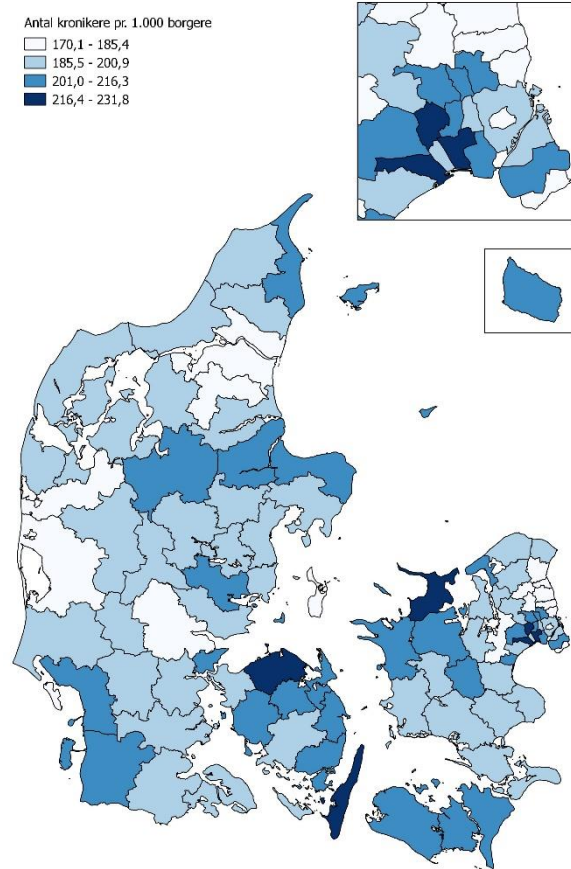 Antal kronikere pr. 1.000 borgere
170,1 - 185,4
185,5 - 200,9
201,0 - 216,3
216,4 - 231,8